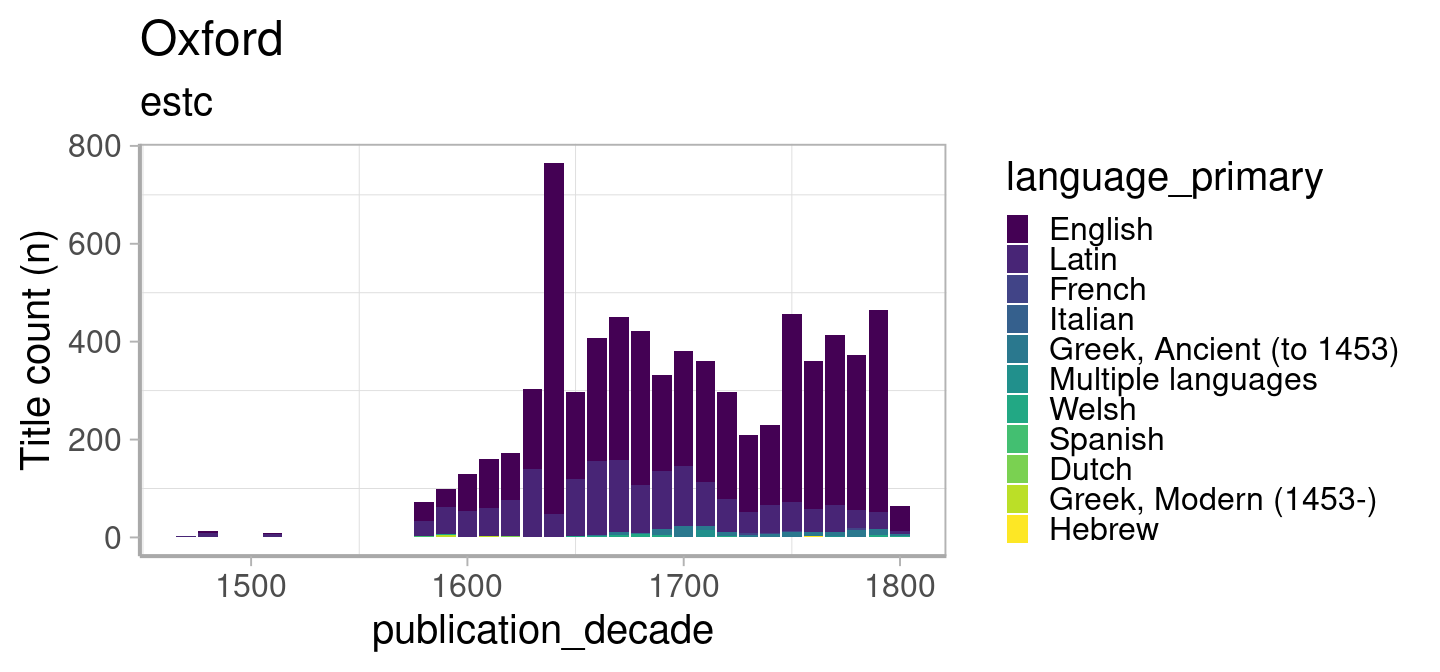 Oxford
estc
Title count (n)
800
600
400
200
0
1500 1600 1700 1800
publication_decade
language_primary
English
Latin
French
Italian
Greek, Ancient (to 1453)
Multiple languages
Welsh
Spanish
Dutch
Greek, Modern (1453-)
Hebrew